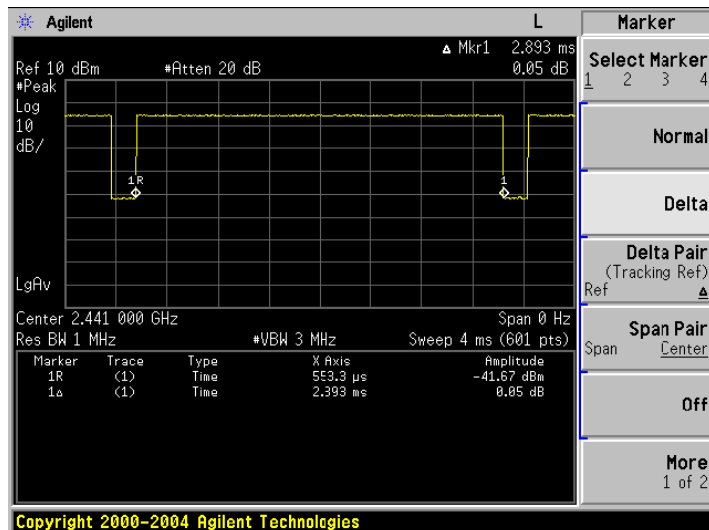 Agilent
L
Marker
Δ Mkr1 2.893 ms
Ref 10 dBm #Atten 20 dB 0.05 dB
#Peak
Log
10
dB/
1R
1
LgAv
Center 2.441 000 GHz Span 0 Hz
Res BW 1 MHz #VBW 3 MHz Sweep 4 ms (601 pts)
Marker Trace Type X Axis Amplitude
1R (1) Time 553.3 µs -41.67 dBm
1Δ (1) Time 2.893 ms 0.05 dB
Select Marker
1 2 3 4
Normal
Delta
Delta Pair
(Tracking Ref)
Ref Δ
Span Pair
Span Center
Off
More
1 of 2
Copyright 2000-2004 Agilent Technologies